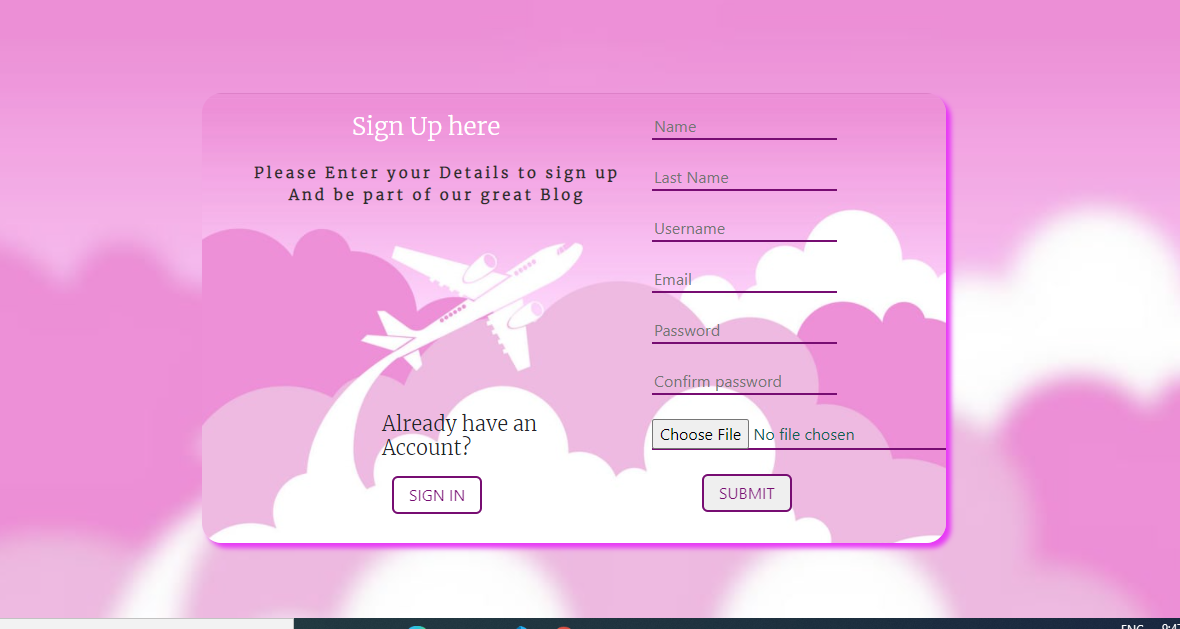 Sign Up here
Please Enter your Details to sign up
And be part of our great Blog
Already have an
Account?
SIGN IN
Name
Last Name
Username
Email
Password
Confirm password
Choose File No file chosen
SUBMIT